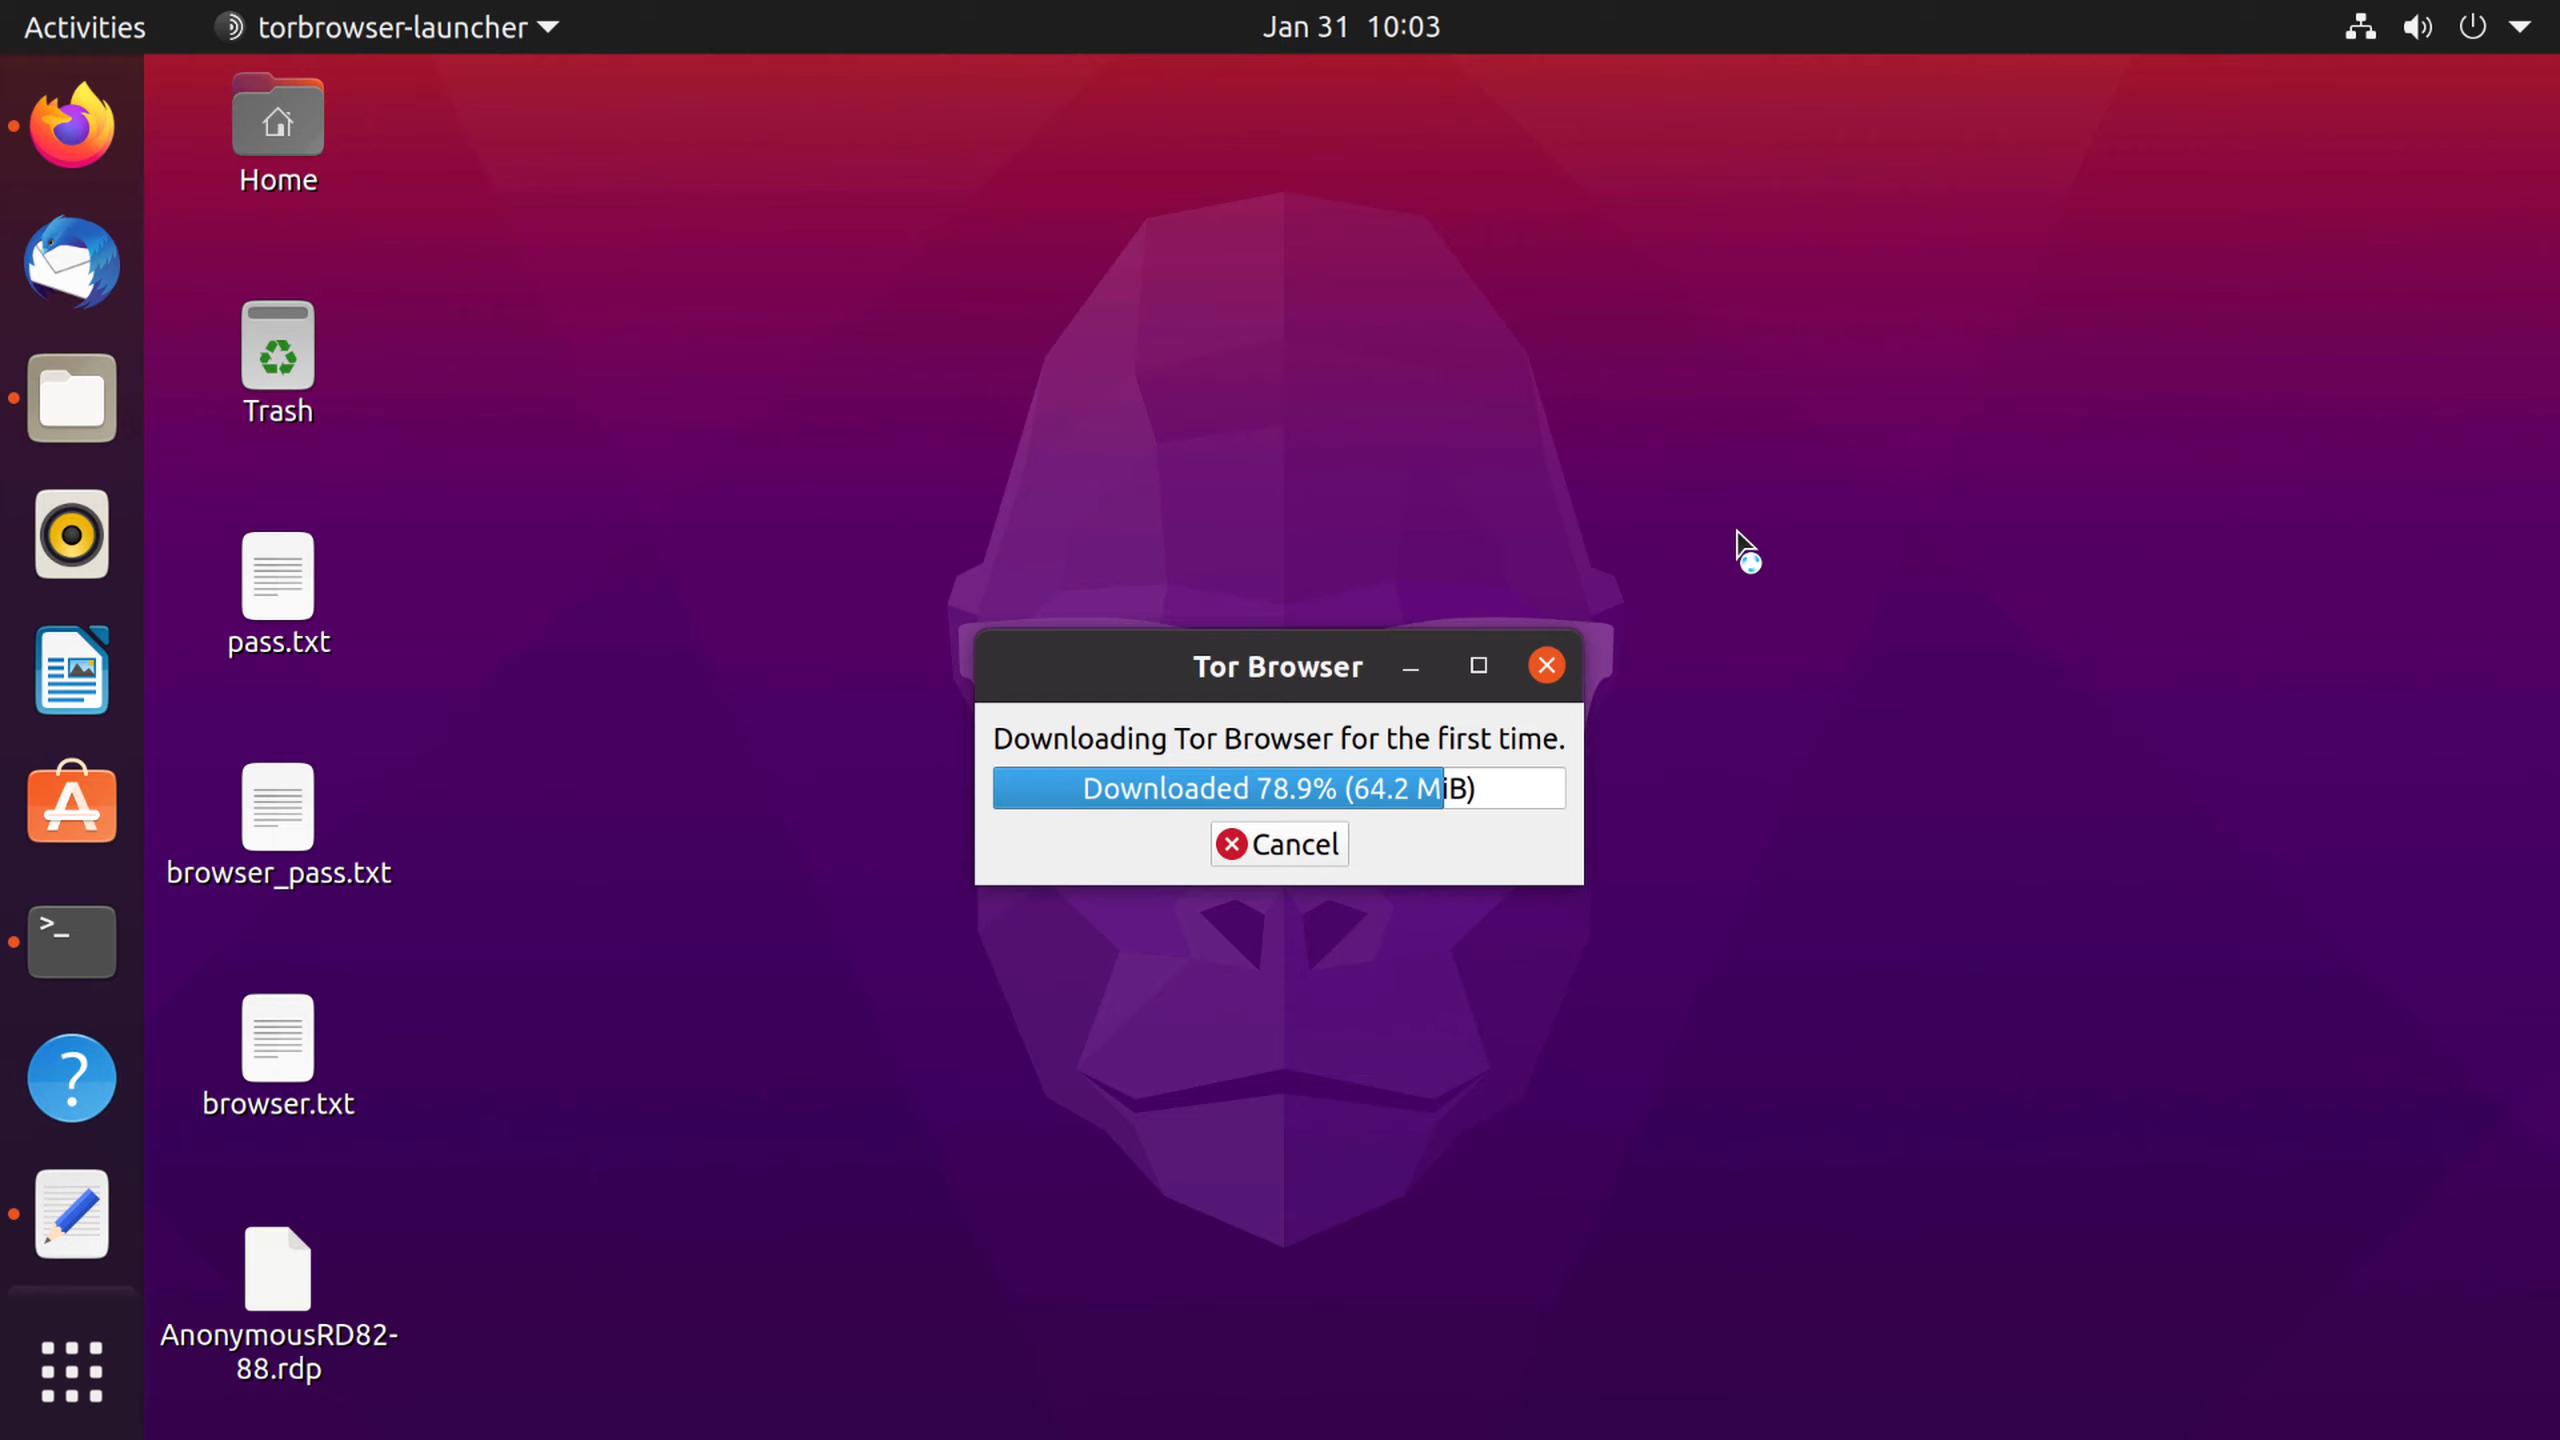 Activities
torbrowser-launcher
Jan 31 10:03
Home
Trash
pass.txt
browser_pass.txt
browser.txt
AnonymousRD82-
88.rdp
>_
?
Tor Browser
Downloading Tor Browser for the first time.
Downloaded 78.9% (64.2 MiB)
Cancel